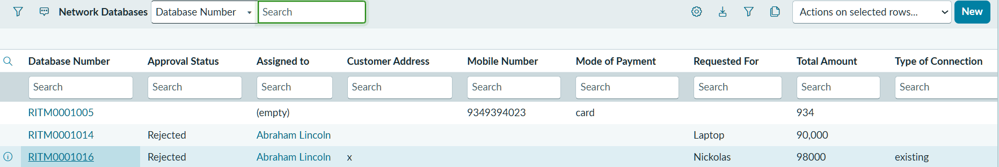 Network Databases Database Number Search Actions on selected rows... New
Database Number Approval Status Assigned to Customer Address Mobile Number Mode of Payment Requested For Total Amount Type of Connection
Search Search Search Search Search Search Search Search Search
RITM0001005 (empty) 9349394023 card 934
RITM0001014 Rejected Abraham Lincoln Laptop 90,000
RITM0001016 Rejected Abraham Lincoln x Nickolas 98000 existing